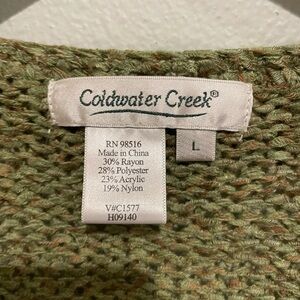 Coldwater Creek®
RN 98516
Made in China
30% Rayon
28% Polyester
23% Acrylic
19% Nylon
V#C1577
H09140
L